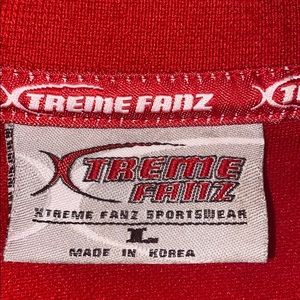 XTREME FANZ X
XTREME
FANZ
XTREME FANZ SPORTSWEAR
L
MADE IN KOREA